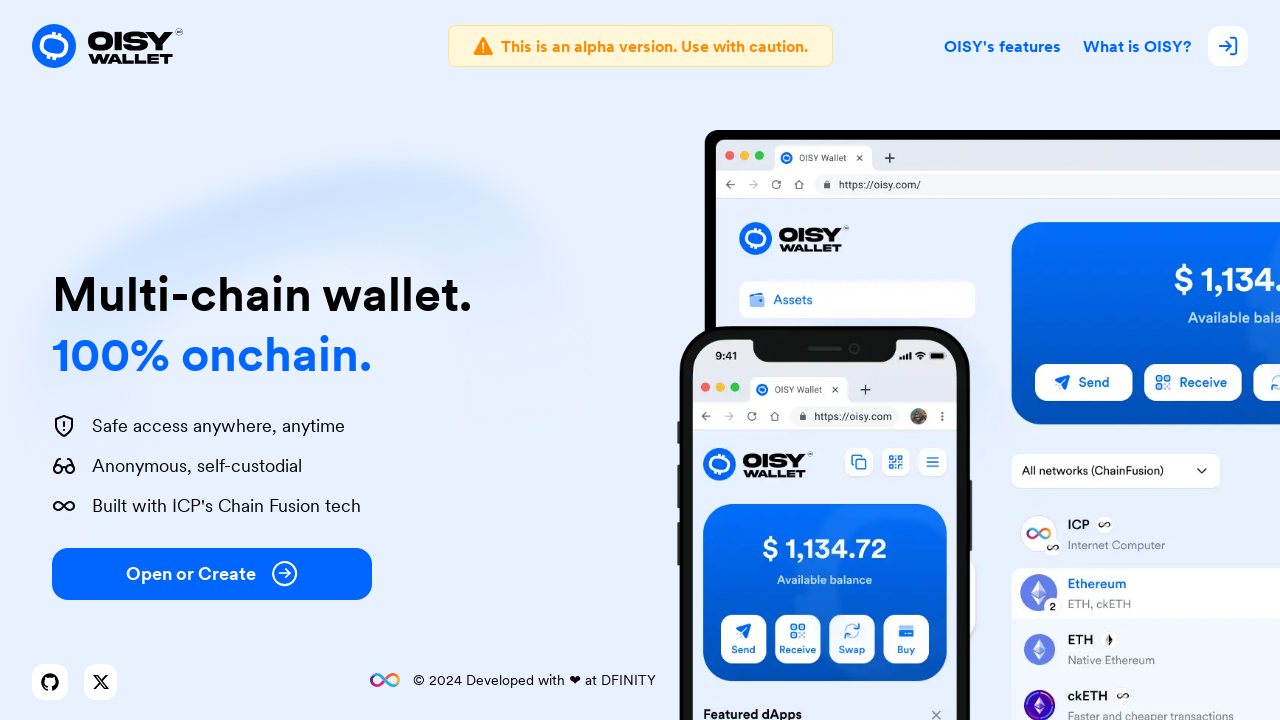 OISY
WALLET
This is an alpha version. Use with caution.
OISY's features
What is OISY?
Multi-chain wallet.
100% onchain.
Safe access anywhere, anytime
Anonymous, self-custodial
Built with ICP's Chain Fusion tech
Open or Create
© 2024 Developed with ❤ at DFINITY
OISY Wallet
https://oisy.com/
OISY
WALLET
Assets
$ 1,134.
Available bala
Send
Receive
All networks (ChainFusion)
ICP
Internet Computer
Ethereum
ETH, ckETH
2
ETH
Native Ethereum
ckETH
Faster and cheaper transactions
9:41
OISY Wallet
https://oisy.com
OISY
WALLET
$ 1,134.72
Available balance
Send
Receive
Swap
Buy
Featured dApps